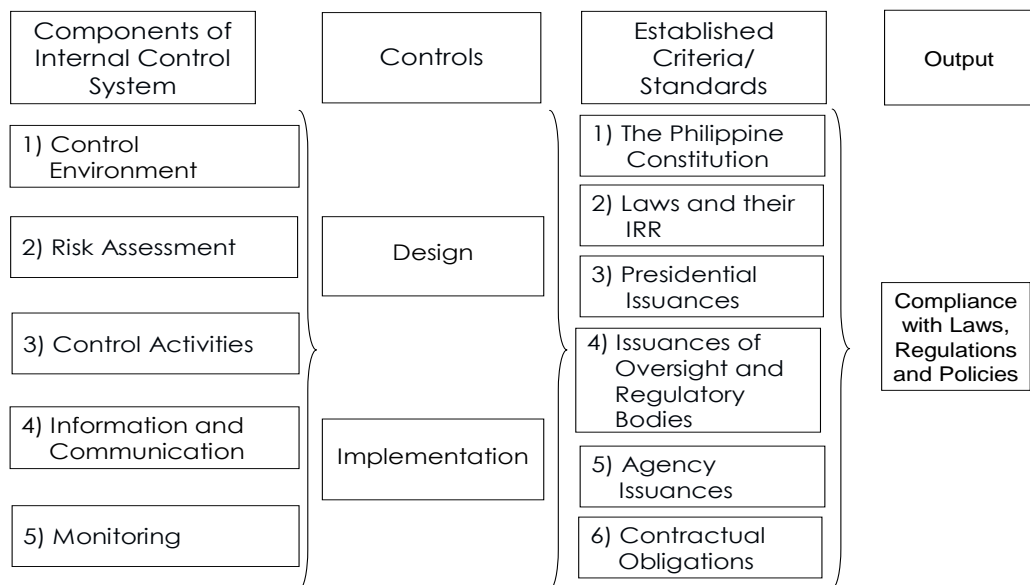 Components of
Internal Control
System
Controls
Established
Criteria/
Standards
Output
1) Control
Environment
2) Risk Assessment
3) Control Activities
4) Information and
Communication
5) Monitoring
Design
Implementation
1) The Philippine
Constitution
2) Laws and their
IRR
3) Presidential
Issuances
4) Issuances of
Oversight and
Regulatory
Bodies
5) Agency
Issuances
6) Contractual
Obligations
Compliance
with Laws,
Regulations
and Policies